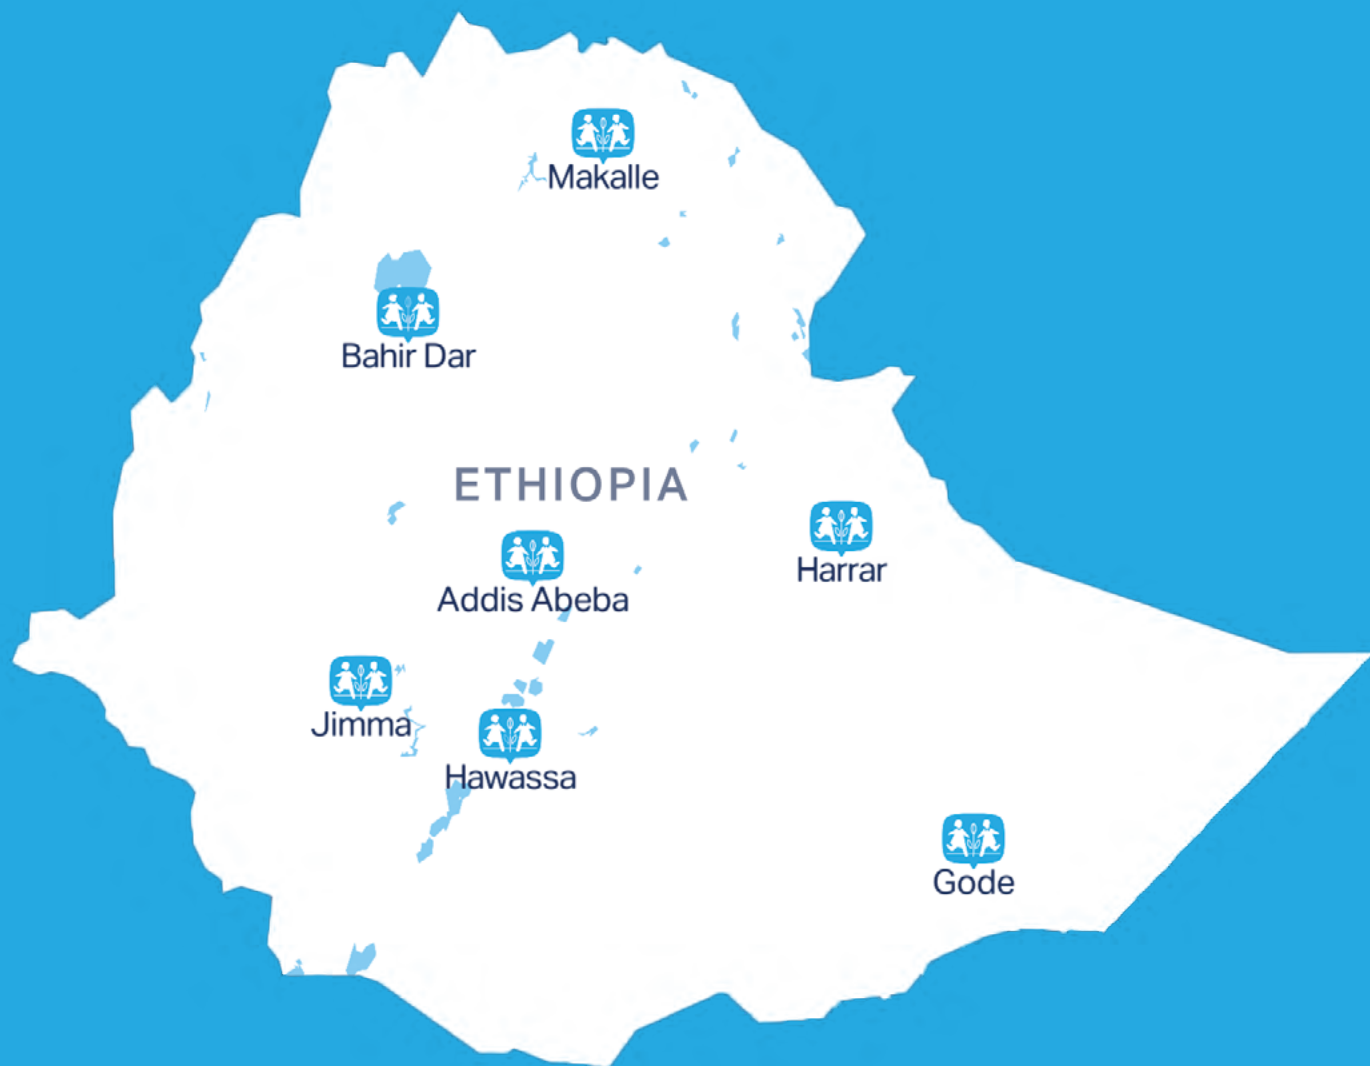 Makalle
Bahir Dar
ETHIOPIA
Harrar
Addis Abeba
Jimma
Hawassa
Gode